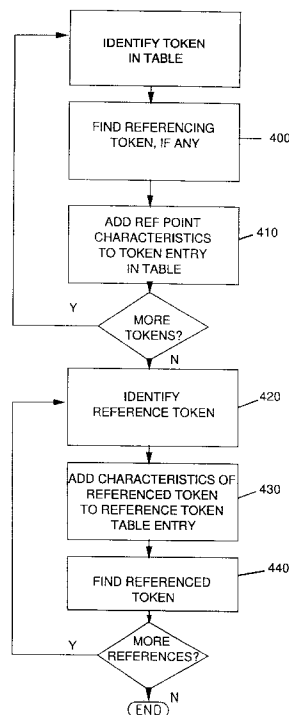 IDENTIFY TOKEN
IN TABLE
FIND REFERENCING
TOKEN, IF ANY
400
ADD REF POINT
CHARACTERISTICS
TO TOKEN ENTRY
IN TABLE
410
Y
MORE
TOKENS?
N
IDENTIFY
REFERENCE TOKEN
420
ADD CHARACTERISTICS OF
REFERENCED TOKEN
TO REFERENCE TOKEN
TABLE ENTRY
430
FIND REFERENCED
TOKEN
440
Y
MORE
REFERENCES?
N
END